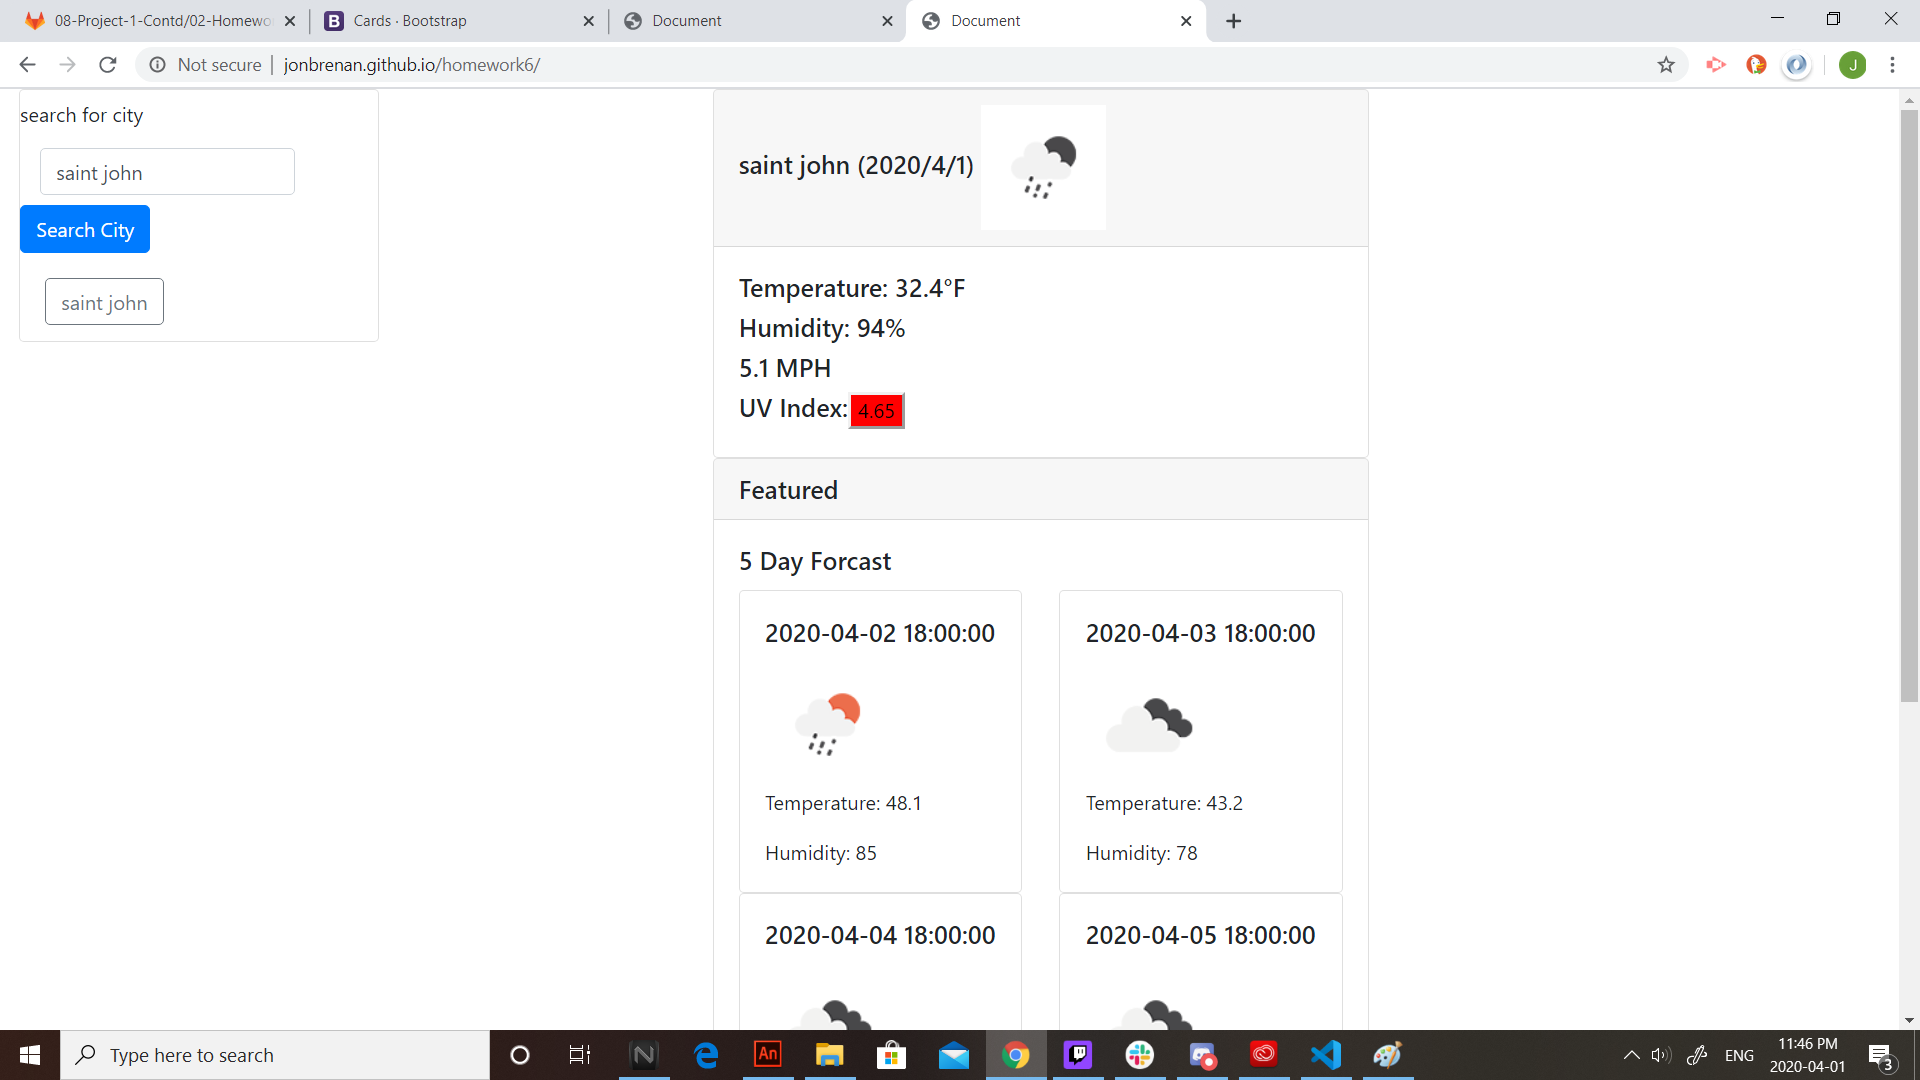 08-Project-1-Contd/02-Homewo
B Cards · Bootstrap
Document
Document
Not secure | jonbrenan.github.io/homework6/
J
search for city
saint john
Search City
saint john
saint john (2020/4/1)
Temperature: 32.4°F
Humidity: 94%
5.1 MPH
UV Index: 4.65
Featured
5 Day Forcast
2020-04-02 18:00:00
Temperature: 48.1
Humidity: 85
2020-04-03 18:00:00
Temperature: 43.2
Humidity: 78
2020-04-04 18:00:00
2020-04-05 18:00:00
Type here to search
N
An
ENG
11:46 PM
2020-04-01
3